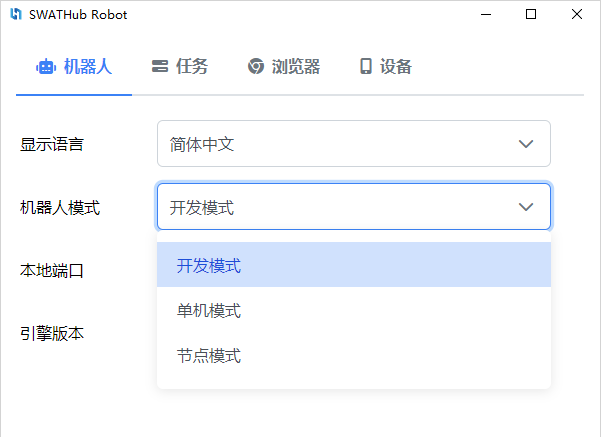 SWATHub Robot
机器人 任务 浏览器 设备
显示语言 简体中文
机器人模式 开发模式
本地端口 开发模式
单机模式
引擎版本 节点模式